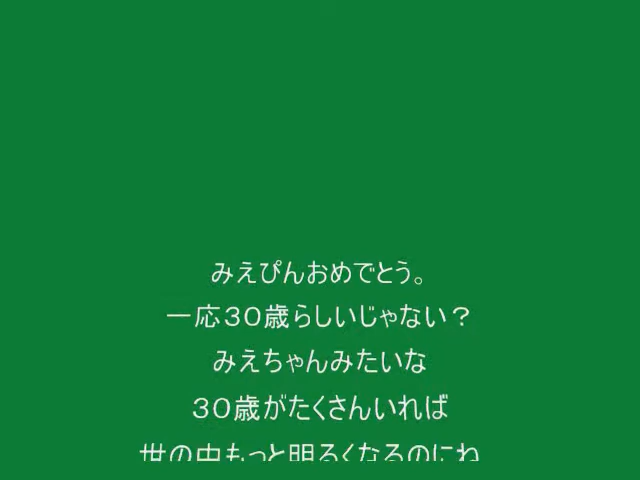 みえぴんおめでとう。
一応３０歳らしいじゃない？
みえちゃんみたいな
３０歳がたくさんいれば
世の中もっと明るくなるのにね